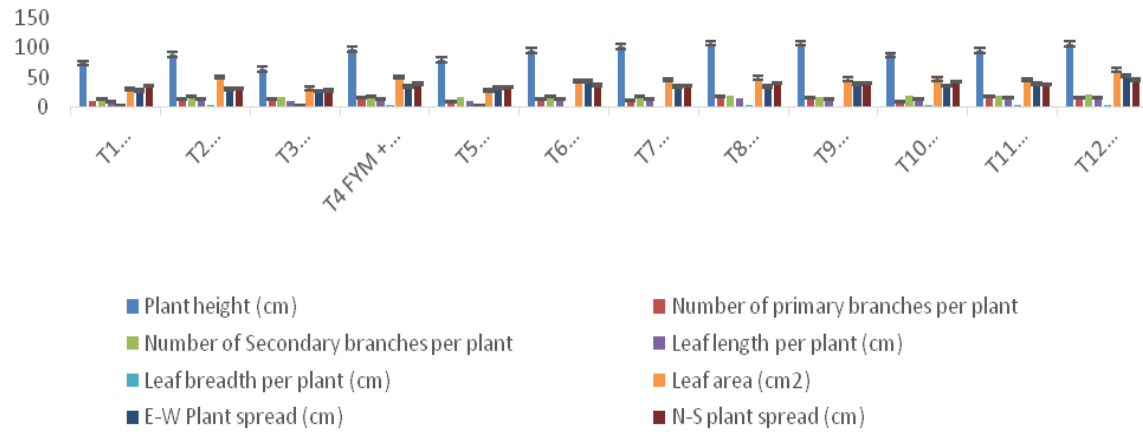 150
100
50
0
T1...
T2...
T3...
T4 FYM +...
T5...
T6...
T7...
T8...
T9...
T10...
T11...
T12...
Plant height (cm)
Number of primary branches per plant
Number of Secondary branches per plant
Leaf length per plant (cm)
Leaf breadth per plant (cm)
Leaf area (cm2)
E-W Plant spread (cm)
N-S plant spread (cm)